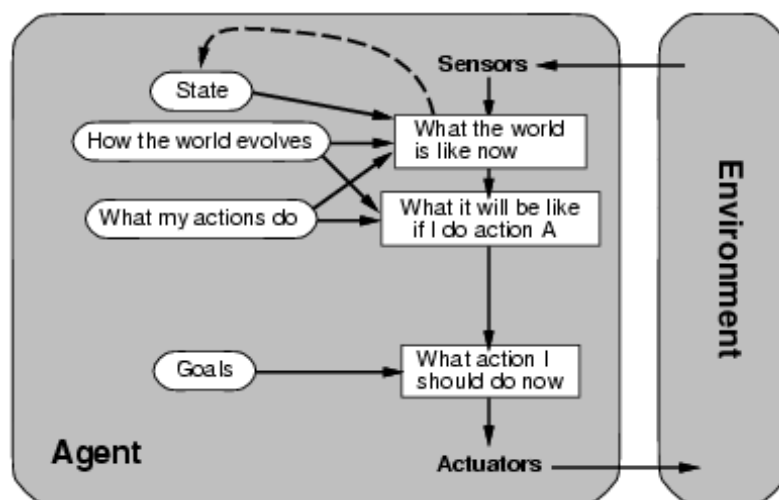 Sensors
State
What the world
is like now
How the world evolves
What it will be like
if I do action A
What my actions do
What action I
should do now
Goals
Agent
Actuators
Environment